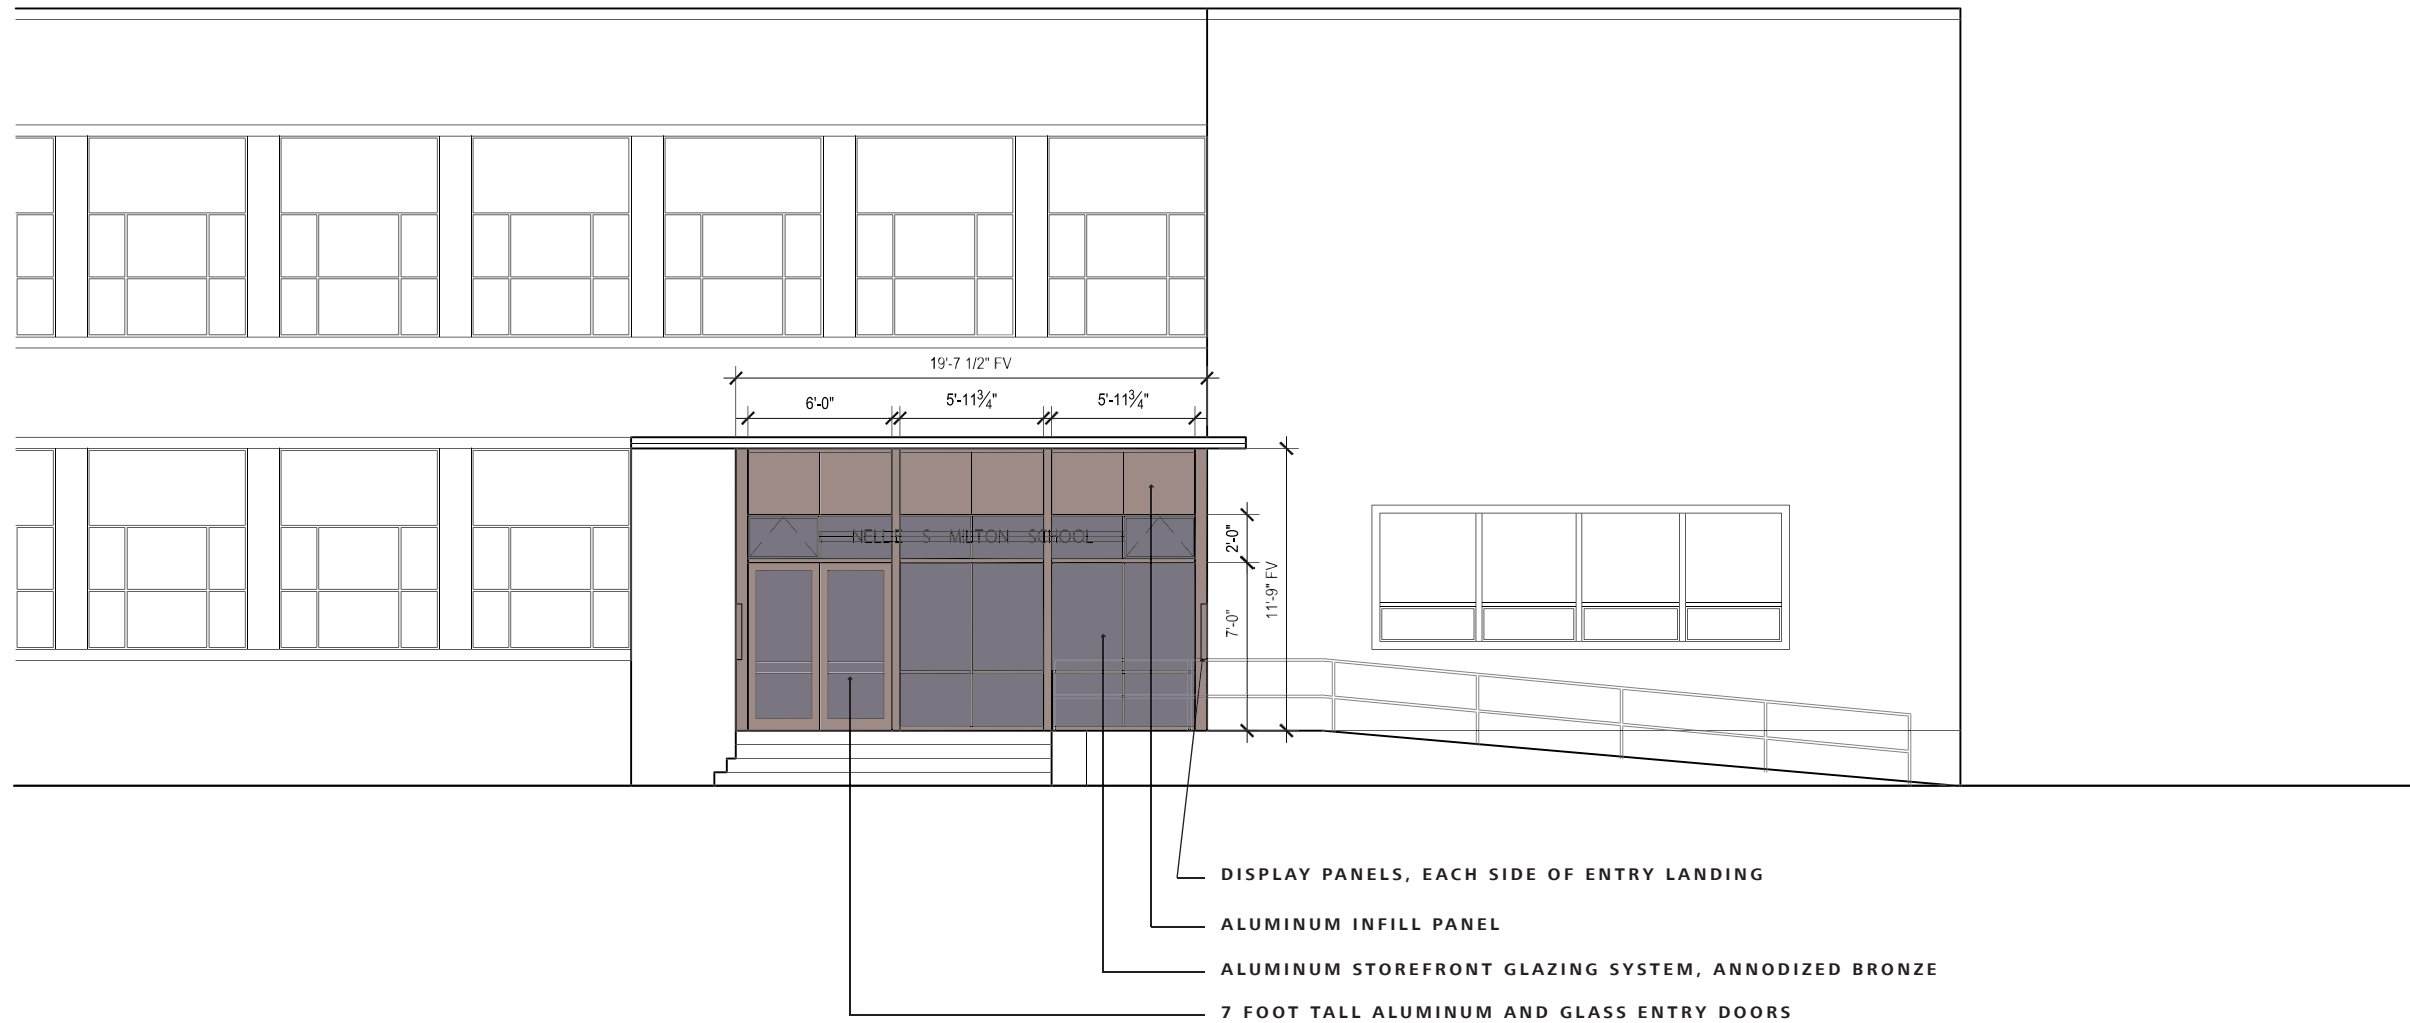 19'-7 1/2" FV
6'-0" 5'-11¾" 5'-11¾"
NELLIE S MILTON SCHOOL
2'-0"
11'-9" FV
7'-0"
DISPLAY PANELS, EACH SIDE OF ENTRY LANDING
ALUMINUM INFILL PANEL
ALUMINUM STOREFRONT GLAZING SYSTEM, ANNODIZED BRONZE
7 FOOT TALL ALUMINUM AND GLASS ENTRY DOORS